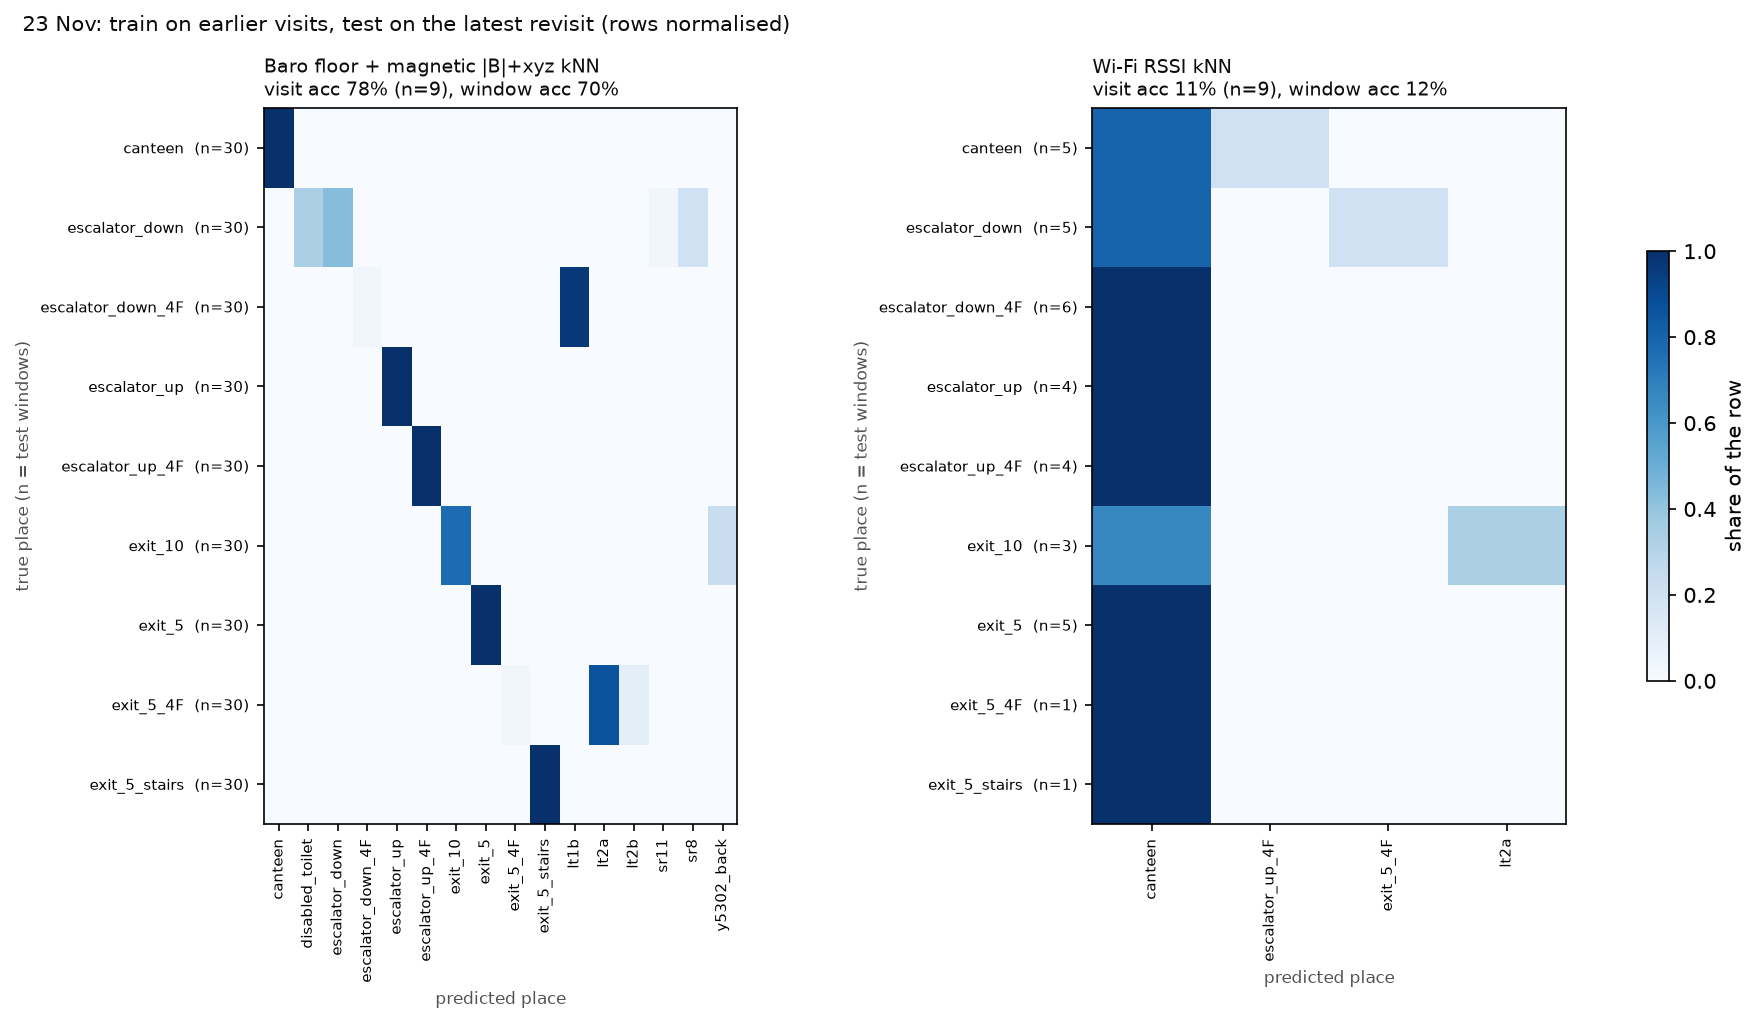 23 Nov: train on earlier visits, test on the latest revisit (rows normalised)
Baro floor + magnetic |B|+xyz kNN
visit acc 78% (n=9), window acc 70%
true place (n = test windows)
canteen (n=30)
escalator_down (n=30)
escalator_down_4F (n=30)
escalator_up (n=30)
escalator_up_4F (n=30)
exit_10 (n=30)
exit_5 (n=30)
exit_5_4F (n=30)
exit_5_stairs (n=30)
canteen
disabled_toilet
escalator_down
escalator_down_4F
escalator_up
escalator_up_4F
exit_10
exit_5
exit_5_4F
exit_5_stairs
lt1b
lt2a
lt2b
sr11
sr8
y5302_back
predicted place
Wi-Fi RSSI kNN
visit acc 11% (n=9), window acc 12%
true place (n = test windows)
canteen (n=5)
escalator_down (n=5)
escalator_down_4F (n=6)
escalator_up (n=4)
escalator_up_4F (n=4)
exit_10 (n=3)
exit_5 (n=5)
exit_5_4F (n=1)
exit_5_stairs (n=1)
canteen
escalator_up_4F
exit_5_4F
lt2a
predicted place
1.0
0.8
0.6
0.4
0.2
0.0
share of the row